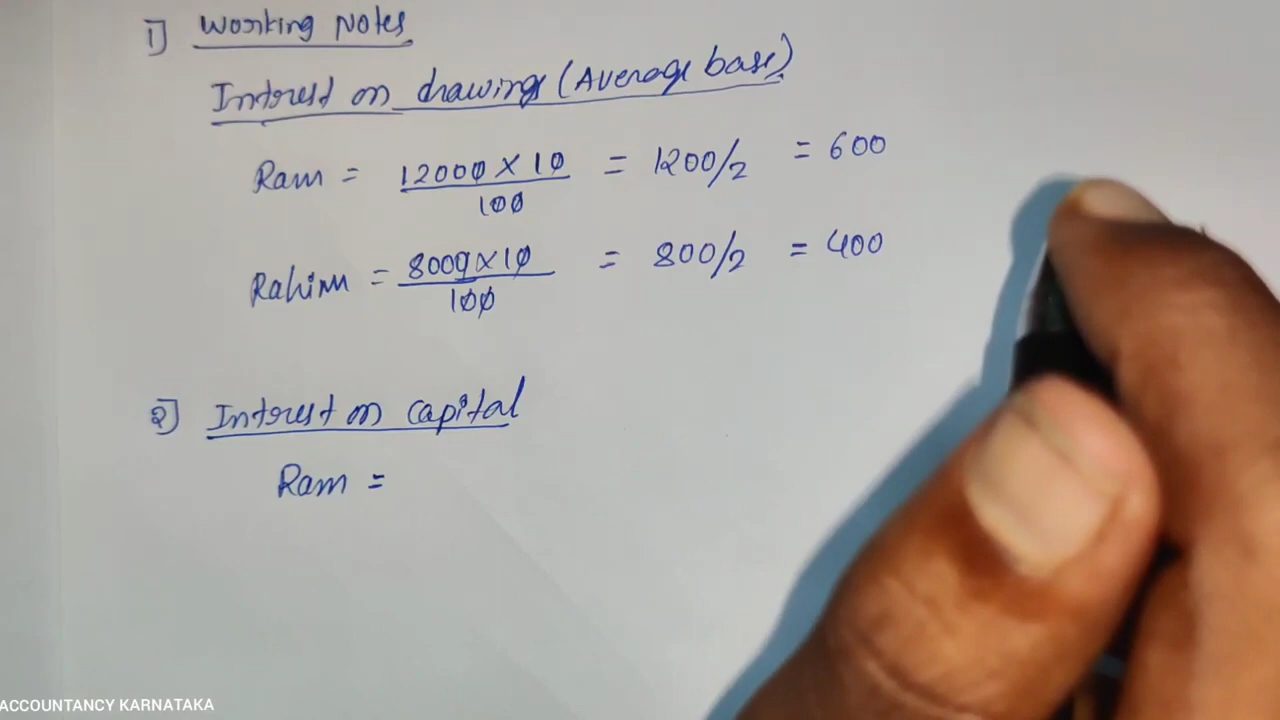 1] Working Notes
Interest on drawings (Average base)
Ram = 12000 x 10 / 100 = 1200/2 = 600
Rahim = 8000 x 10 / 100 = 800/2 = 400
2] Interest on capital
Ram =
ACCOUNTANCY KARNATAKA